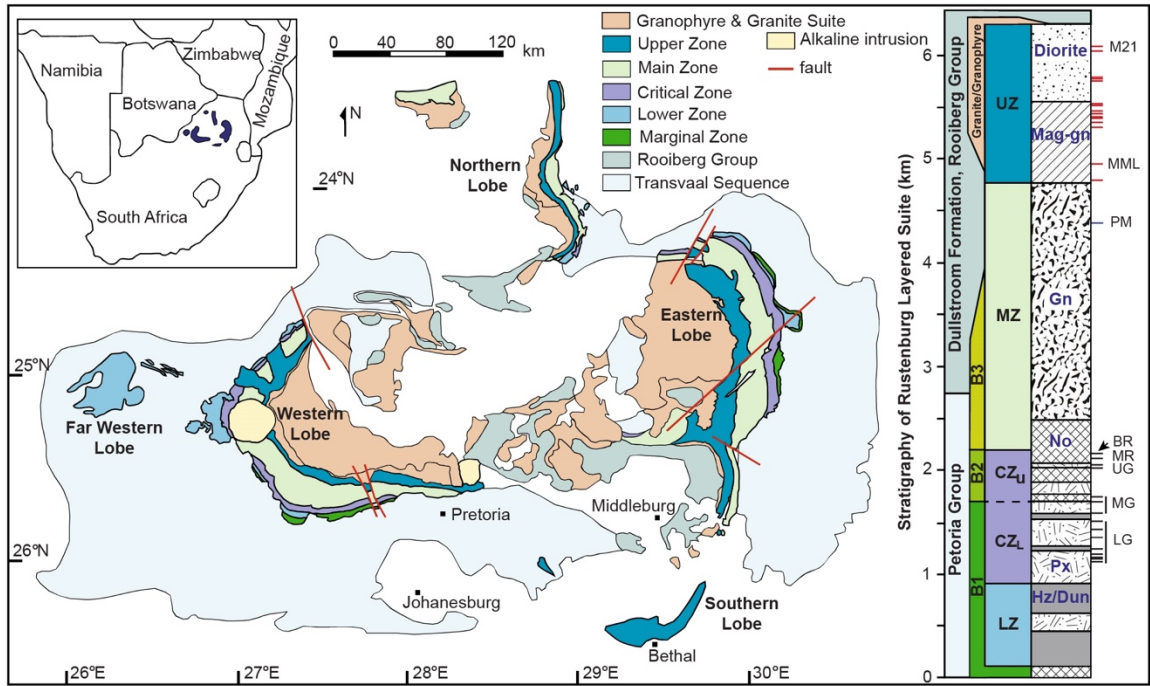 Namibia
Zimbabwe
Botswana
Mozambique
South Africa
0 40 80 120
km
N
24°N
Granophyre & Granite Suite
Upper Zone
Main Zone
Critical Zone
Lower Zone
Marginal Zone
Rooiberg Group
Transvaal Sequence
Alkaline intrusion
fault
Northern
Lobe
Eastern
Lobe
25°N
Far Western
Lobe
Western
Lobe
Pretoria
Middleburg
26°N
Johanesburg
Southern
Lobe
Bethal
26°E
27°E
28°E
29°E
30°E
Stratigraphy of Rustenburg Layered Suite (km)
6
5
4
3
2
1
0
Dullstroom Formation, Rooiberg Group
Petoria Group
Granite/Granophyre
B3
B2
B1
UZ
MZ
CZU
CZL
LZ
Diorite
Mag-gn
Gn
No
Px
Hz/Dun
M21
MML
PM
BR
MR
UG
MG
LG